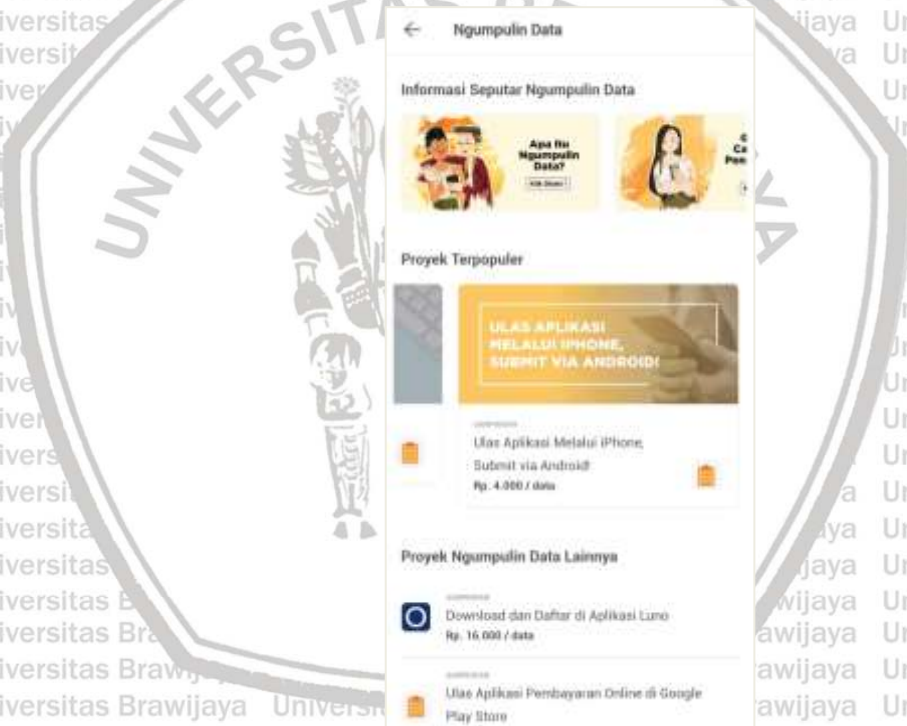 Ngumpulin Data
Informasi Seputar Ngumpulin Data
Apa Itu
Ngumpulin
Data?
Proyek Terpopuler
ULAS APLIKASI
MELALUI IPHONE,
SUBMIT VIA ANDROID!
Ulas Aplikasi Melalui iPhone,
Submit via Android!
Rp. 4.000 / data
Proyek Ngumpulin Data Lainnya
Download dan Daftar di Aplikasi Luno
Rp. 16.000 / data
Ulas Aplikasi Pembayaran Online di Google
Play Store
UNIVERSITAS
Universitas Brawijaya